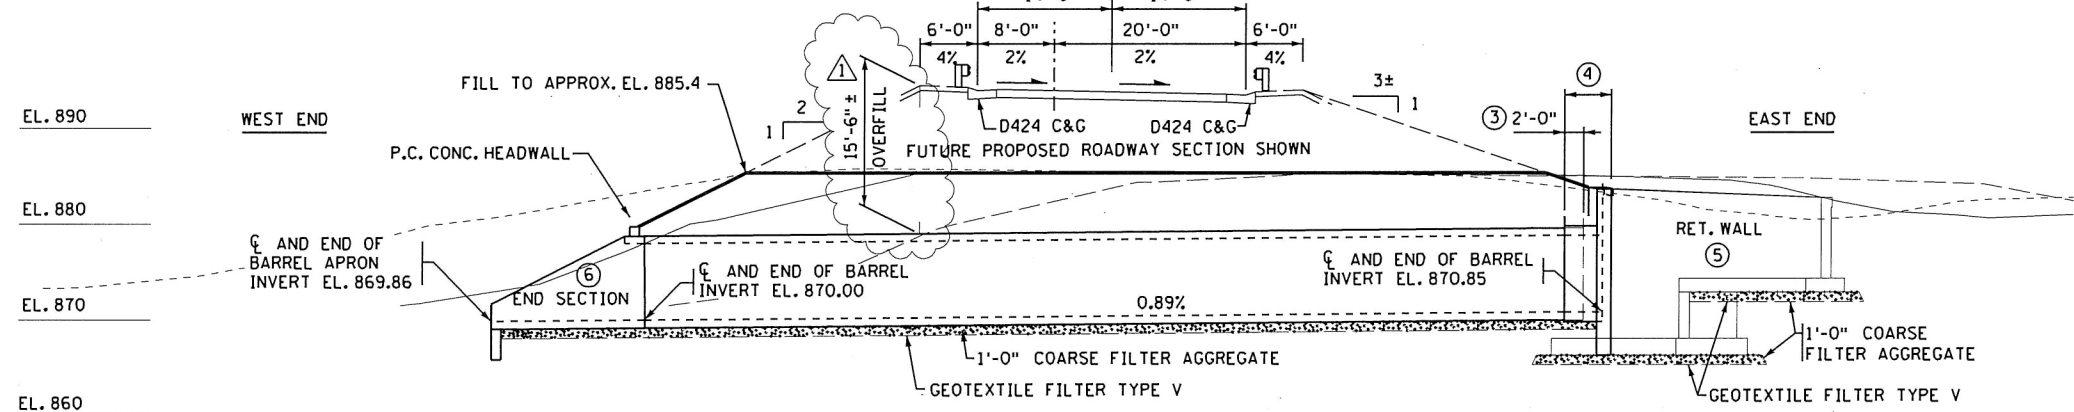 6'-0" 8'-0" 20'-0" 6'-0"
4% 2% 2% 4%
1
FILL TO APPROX. EL. 885.4
3±
1
4
EL. 890
WEST END
2
1
15'-6" ±
OVERFILL
D424 C&G
D424 C&G
3 2'-0"
EAST END
P.C. CONC. HEADWALL
FUTURE PROPOSED ROADWAY SECTION SHOWN
EL. 880
RET. WALL
5
℄ AND END OF
BARREL APRON
INVERT EL. 869.86
6
END SECTION
℄ AND END OF BARREL
INVERT EL. 870.00
℄ AND END OF BARREL
INVERT EL. 870.85
EL. 870
0.89%
1'-0" COARSE FILTER AGGREGATE
1'-0" COARSE
FILTER AGGREGATE
GEOTEXTILE FILTER TYPE V
GEOTEXTILE FILTER TYPE V
EL. 860